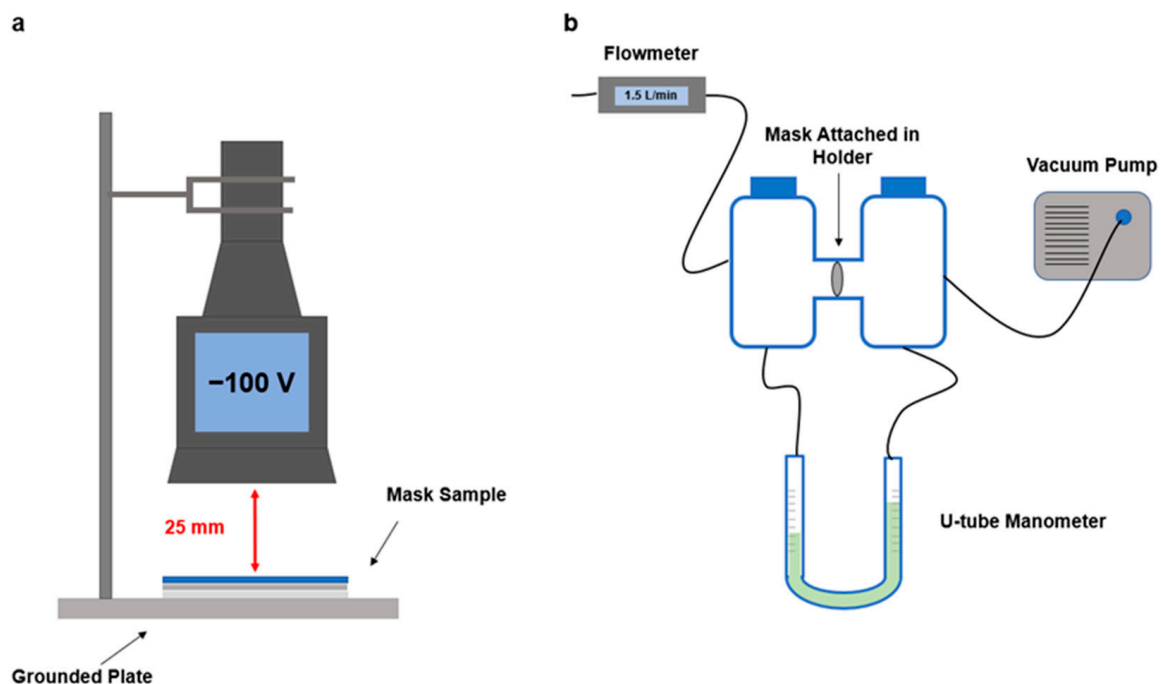 a
−100 V
25 mm
Mask Sample
Grounded Plate
b
Flowmeter
1.5 L/min
Mask Attached in
Holder
Vacuum Pump
U-tube Manometer